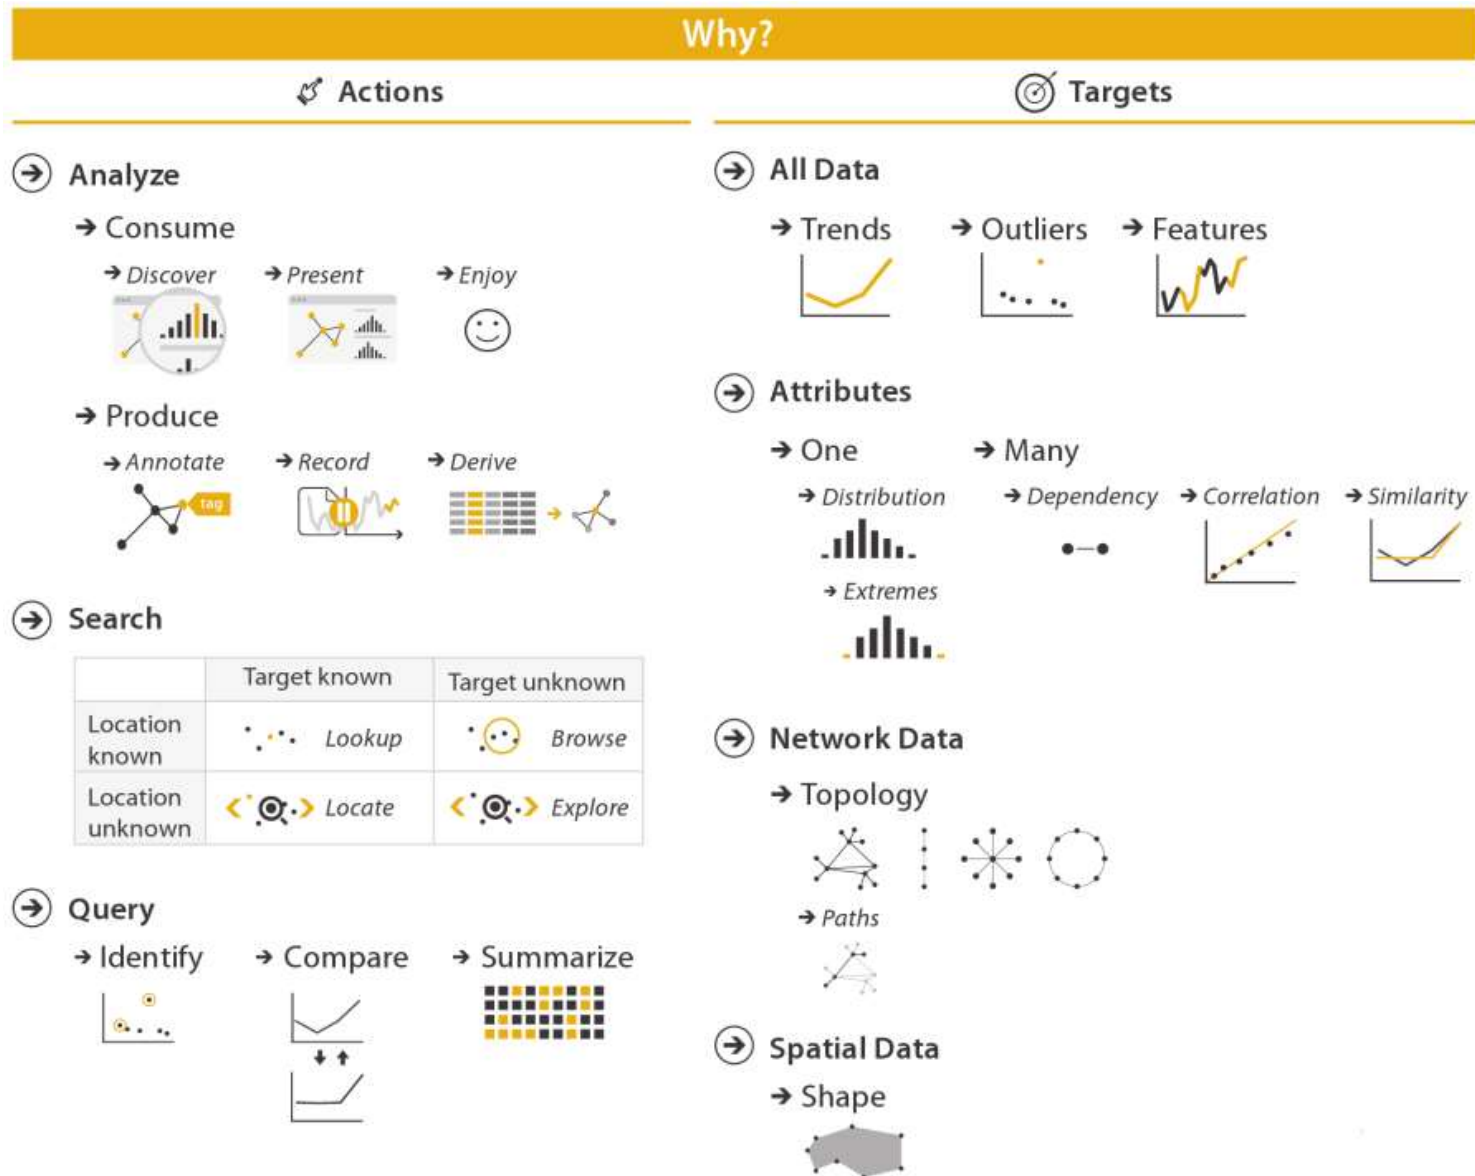 Why?
Actions
Analyze
Consume
Discover
Present
Enjoy
Produce
Annotate
Record
Derive
tag
Search
Target known
Target unknown
Location known
Lookup
Browse
Location unknown
Locate
Explore
Query
Identify
Compare
Summarize
Targets
All Data
Trends
Outliers
Features
Attributes
One
Many
Distribution
Dependency
Correlation
Similarity
Extremes
Network Data
Topology
Paths
Spatial Data
Shape